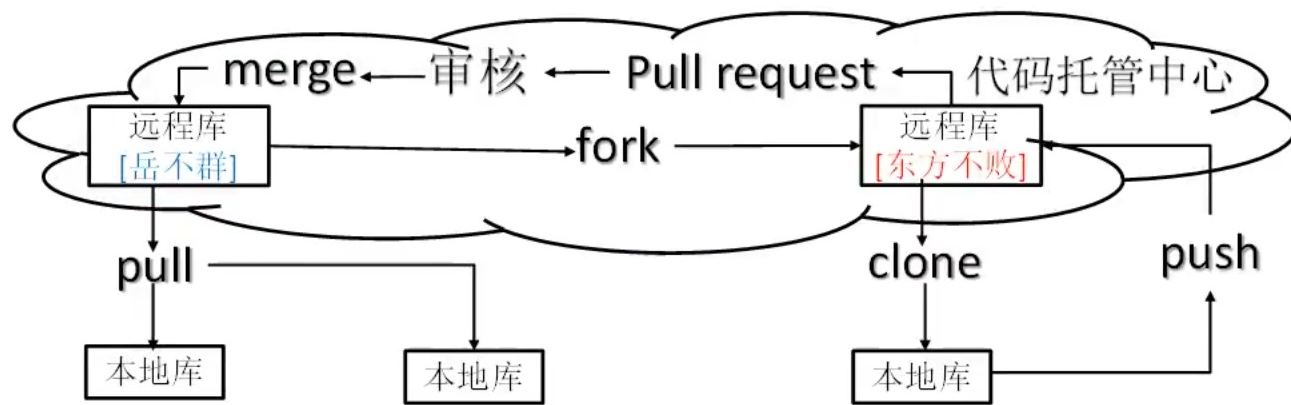 merge 审核 Pull request 代码托管中心
远程库
[岳不群]
fork
远程库
[东方不败]
pull
clone
push
本地库
本地库
本地库